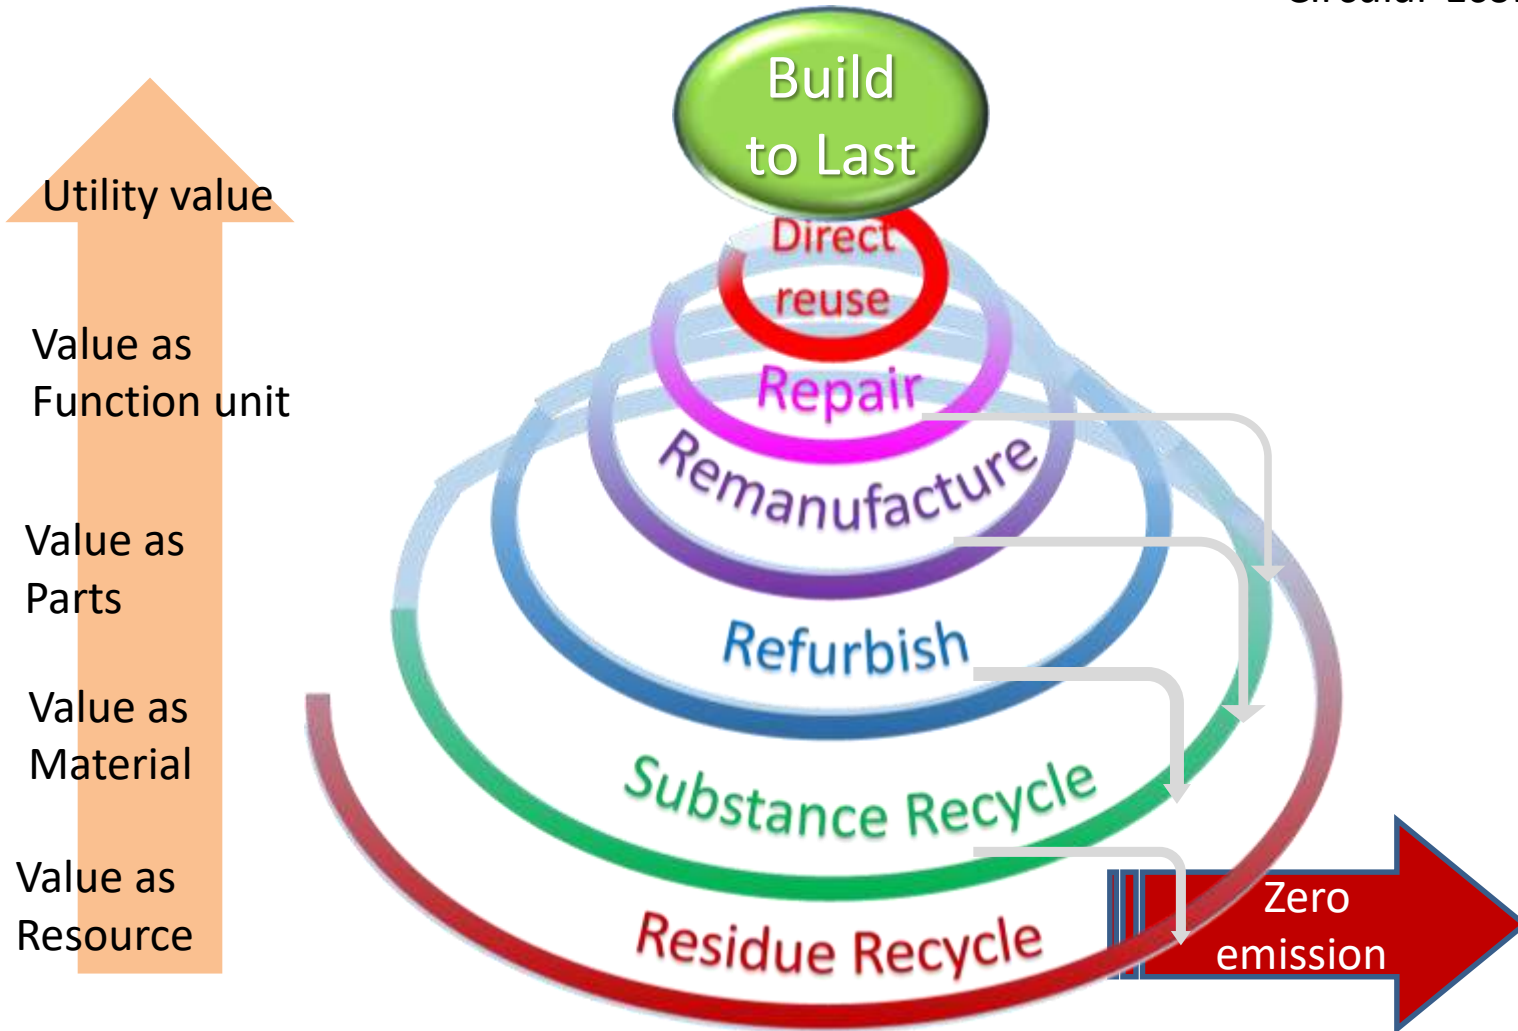 Build
to Last
Utility value
Direct
reuse
Value as
Function unit
Repair
Remanufacture
Value as
Parts
Refurbish
Value as
Material
Substance Recycle
Value as
Resource
Residue Recycle
Zero
emission